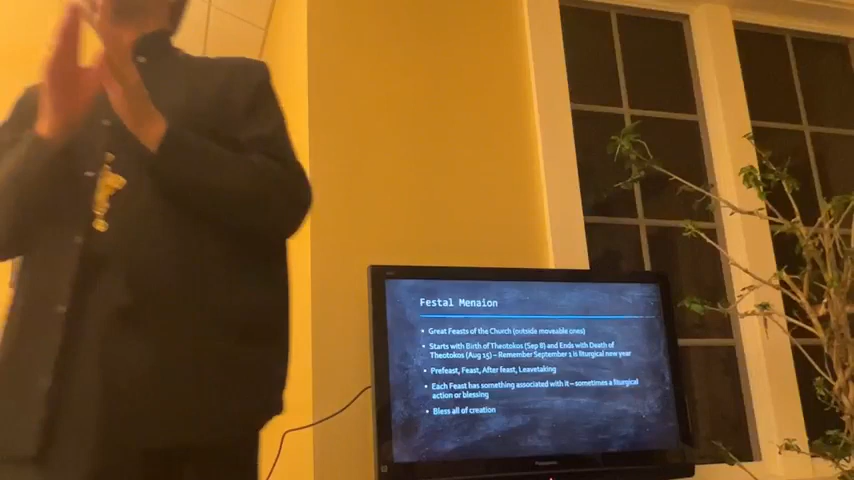 Festal Menaion
Great Feasts of the Church (outside moveable ones)
Starts with Birth of Theotokos (Sep 8) and Ends with Death of
Theotokos (Aug 15) – Remember September 1 is liturgical new year
Prefeast, Feast, After feast, Leavetaking
Each Feast has something associated with it – sometimes a liturgical
action or blessing
Bless all of creation
Panasonic